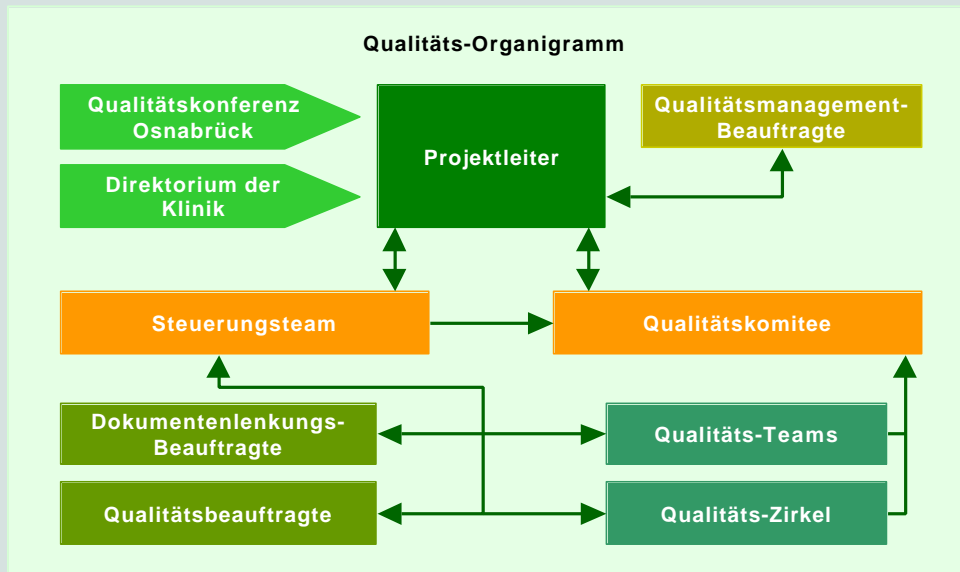 Qualitäts-Organigramm
Qualitätskonferenz
Osnabrück
Direktorium der
Klinik
Projektleiter
Qualitätsmanagement-
Beauftragte
Steuerungsteam
Qualitätskomitee
Dokumentenlenkungs-
Beauftragte
Qualitäts-Teams
Qualitätsbeauftragte
Qualitäts-Zirkel